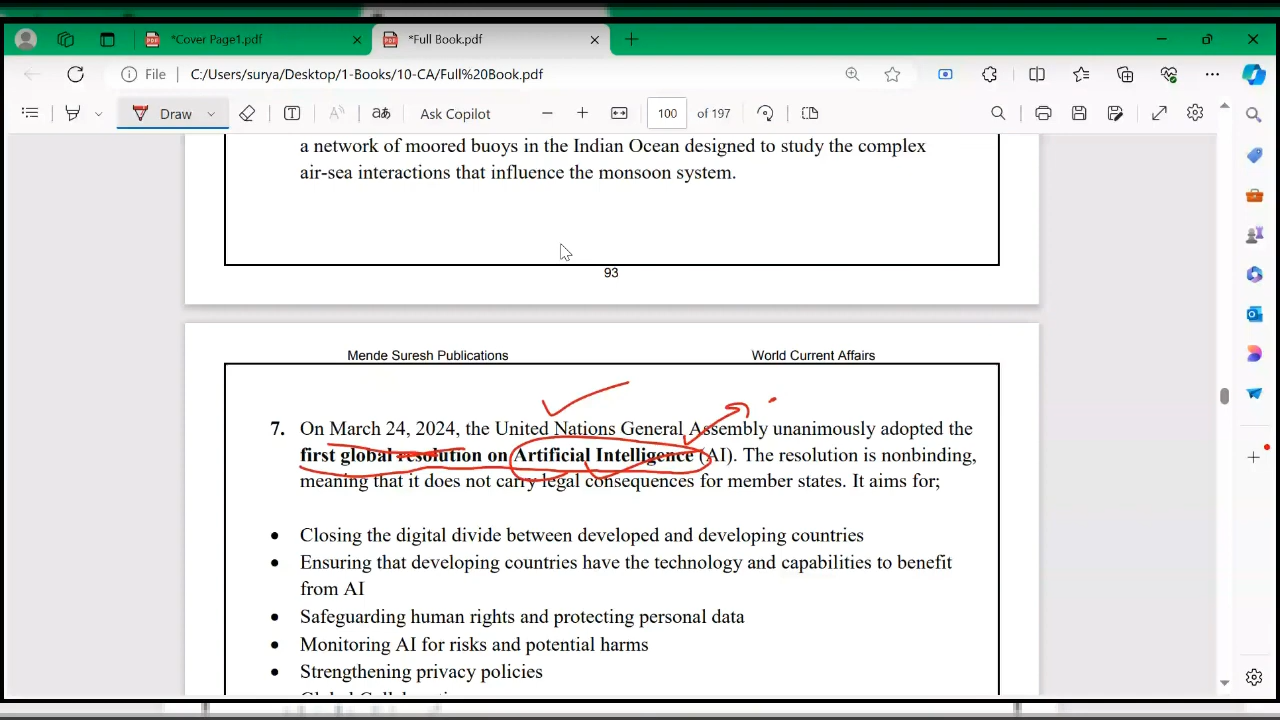 *Cover Page1.pdf
*Full Book.pdf
File
C:/Users/surya/Desktop/1-Books/10-CA/Full%20Book.pdf
Draw
aあ
Ask Copilot
100 of 197
a network of moored buoys in the Indian Ocean designed to study the complex
air-sea interactions that influence the monsoon system.
93
Mende Suresh Publications World Current Affairs
7. On March 24, 2024, the United Nations General Assembly unanimously adopted the
first global resolution on Artificial Intelligence (AI). The resolution is nonbinding,
meaning that it does not carry legal consequences for member states. It aims for;
• Closing the digital divide between developed and developing countries
• Ensuring that developing countries have the technology and capabilities to benefit
from AI
• Safeguarding human rights and protecting personal data
• Monitoring AI for risks and potential harms
• Strengthening privacy policies